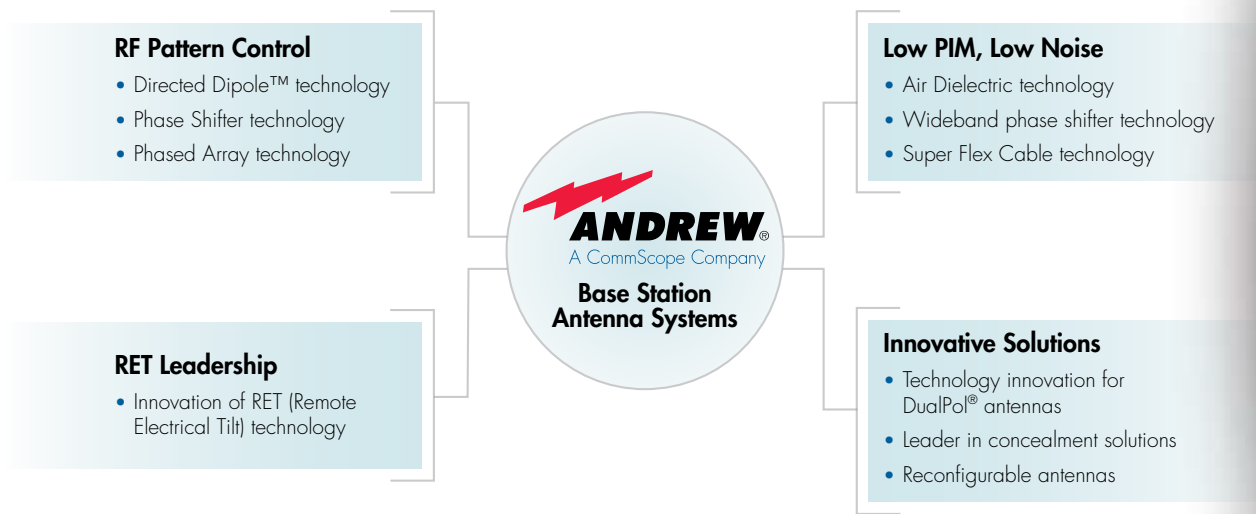 RF Pattern Control
• Directed Dipole™ technology
• Phase Shifter technology
• Phased Array technology
Low PIM, Low Noise
• Air Dielectric technology
• Wideband phase shifter technology
• Super Flex Cable technology
ANDREW®
A CommScope Company
Base Station
Antenna Systems
RET Leadership
• Innovation of RET (Remote
Electrical Tilt) technology
Innovative Solutions
• Technology innovation for
DualPol® antennas
• Leader in concealment solutions
• Reconfigurable antennas